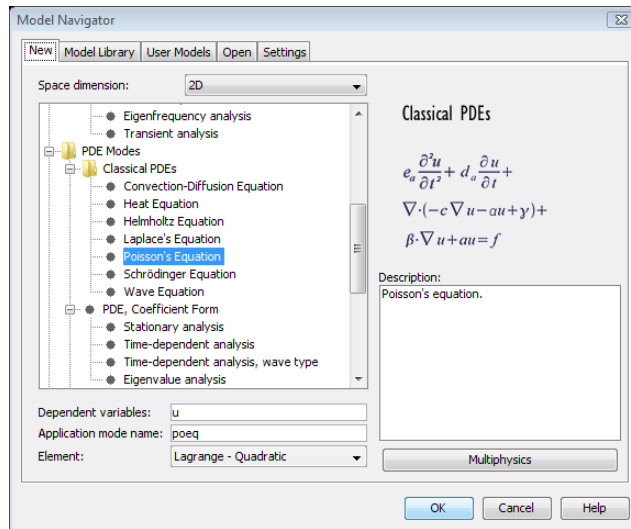 Model Navigator
New Model Library User Models Open Settings
Space dimension: 2D
Eigenfrequency analysis
Transient analysis
PDE Modes
Classical PDEs
Convection-Diffusion Equation
Heat Equation
Helmholtz Equation
Laplace's Equation
Poisson's Equation
Schrödinger Equation
Wave Equation
PDE, Coefficient Form
Stationary analysis
Time-dependent analysis
Time-dependent analysis, wave type
Eigenvalue analysis
Dependent variables: u
Application mode name: poeq
Element: Lagrange - Quadratic
Classical PDEs
eₐ ∂²u/∂t² + dₐ ∂u/∂t +
∇·(-c∇u-αu+γ)+
β·∇u+au=f
Description:
Poisson's equation.
Multiphysics
OK Cancel Help